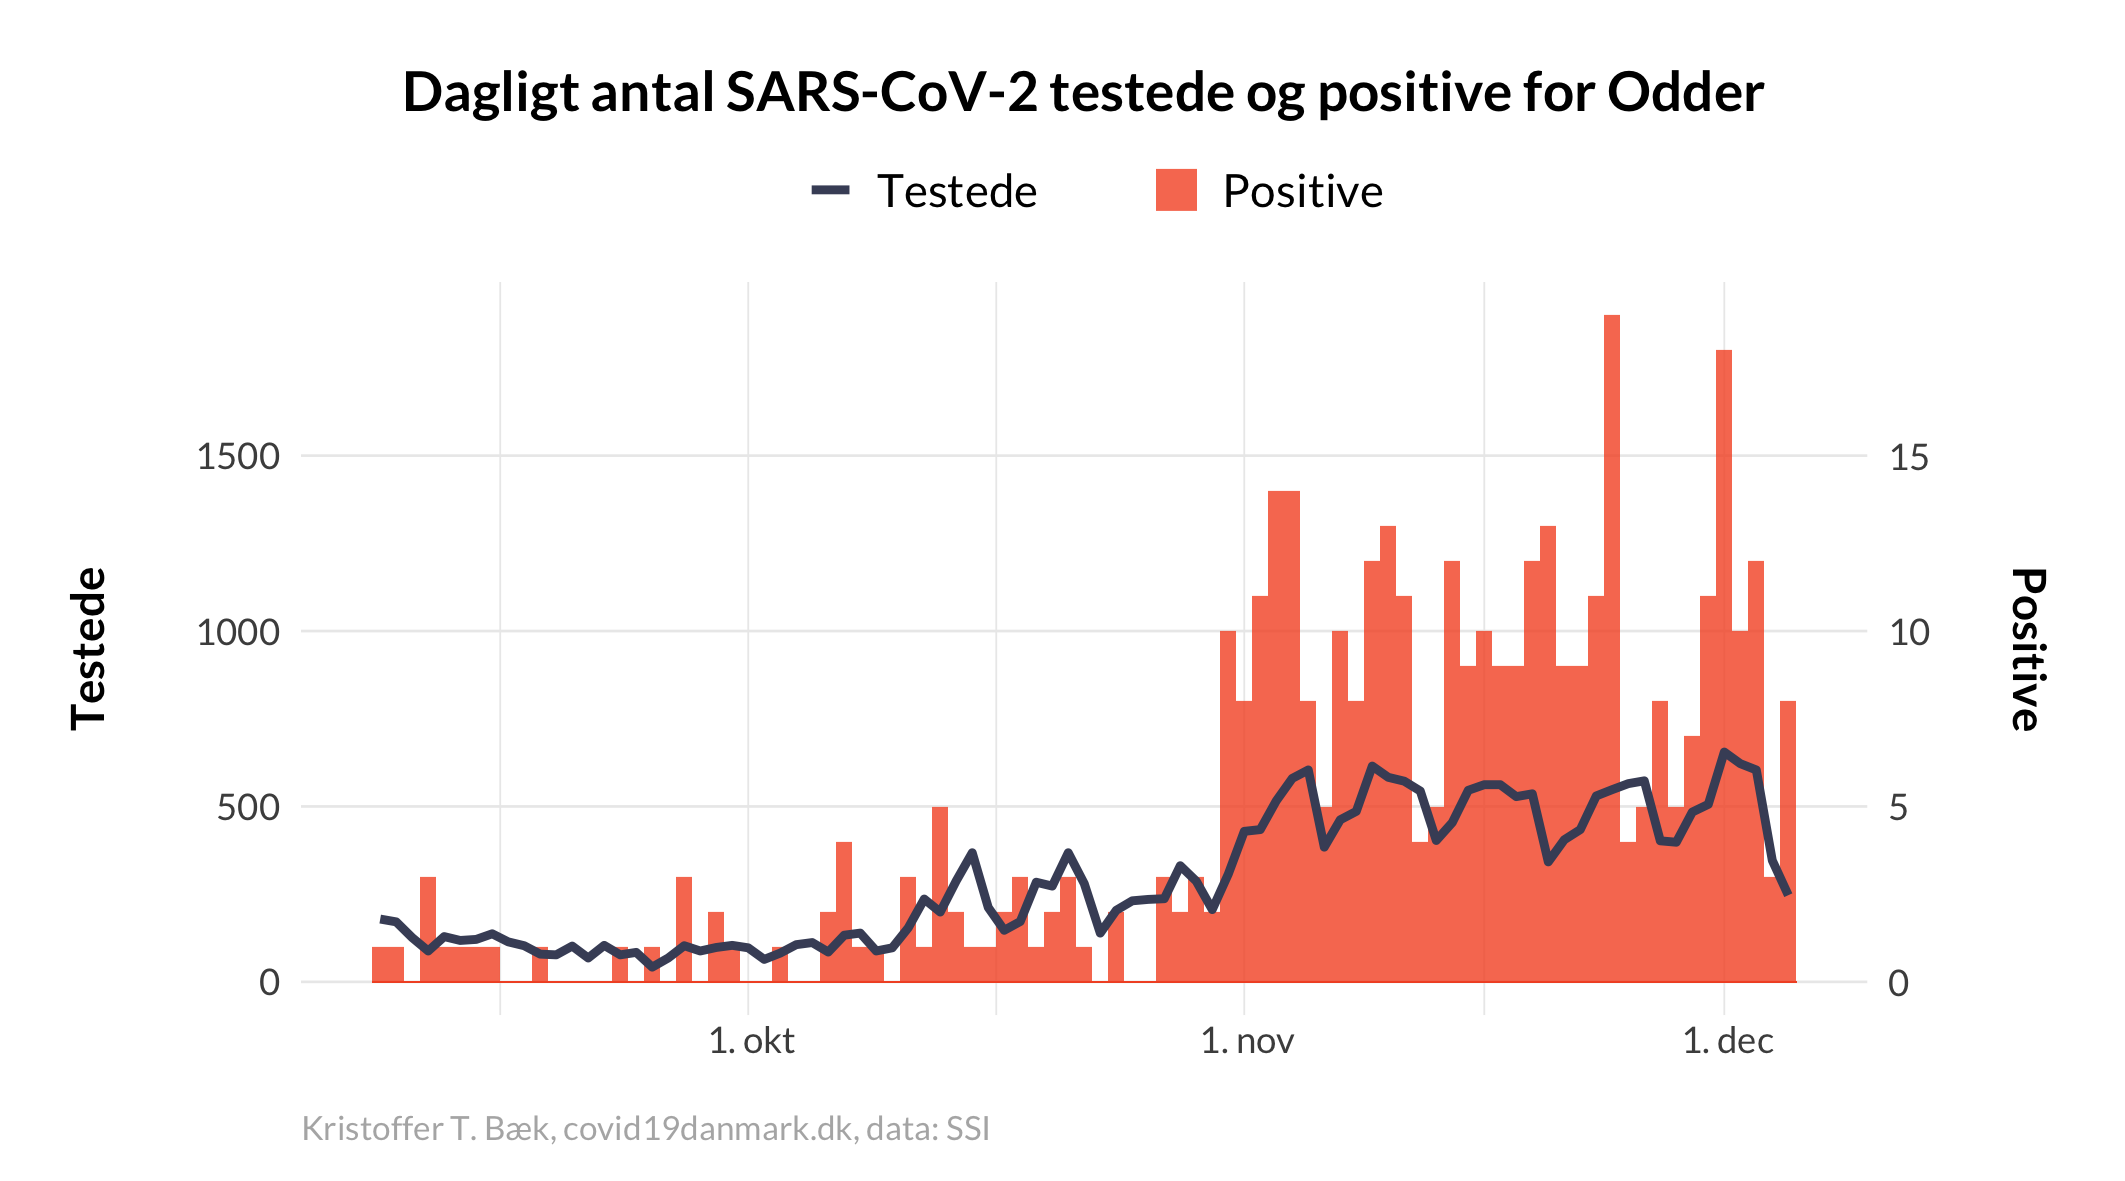 Dagligt antal SARS-CoV-2 testede og positive for Odder
Testede Positive
1500 15
1000 10
500 5
0 0
Testede
Positive
1. okt 1. nov 1. dec
Kristoffer T. Bæk, covid19danmark.dk, data: SSI